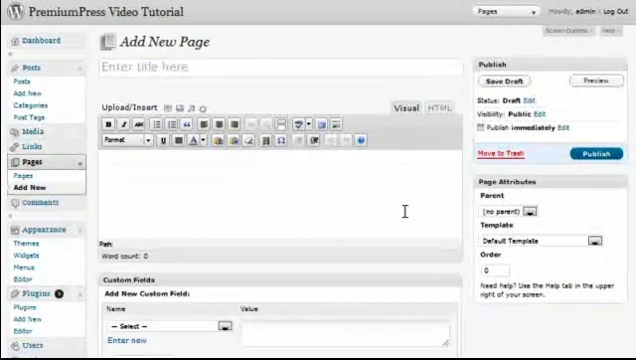 PremiumPress Video Tutorial
Pages
Howdy, admin | Log Out
Screen Options
Help
Dashboard
Posts
Posts
Add New
Categories
Post Tags
Media
Links
Pages
Pages
Add New
Comments
Appearance
Themes
Widgets
Menus
Editor
Plugins
Plugins
Add New
Editor
Users
Add New Page
Enter title here
Upload/Insert
Visual
HTML
Format
Path:
Word count: 0
Custom Fields
Add New Custom Field:
Name
Value
— Select —
Enter new
Publish
Save Draft
Preview
Status: Draft Edit
Visibility: Public Edit
Publish immediately Edit
Move to Trash
Publish
Page Attributes
Parent
(no parent)
Template
Default Template
Order
0
Need help? Use the Help tab in the upper
right of your screen.